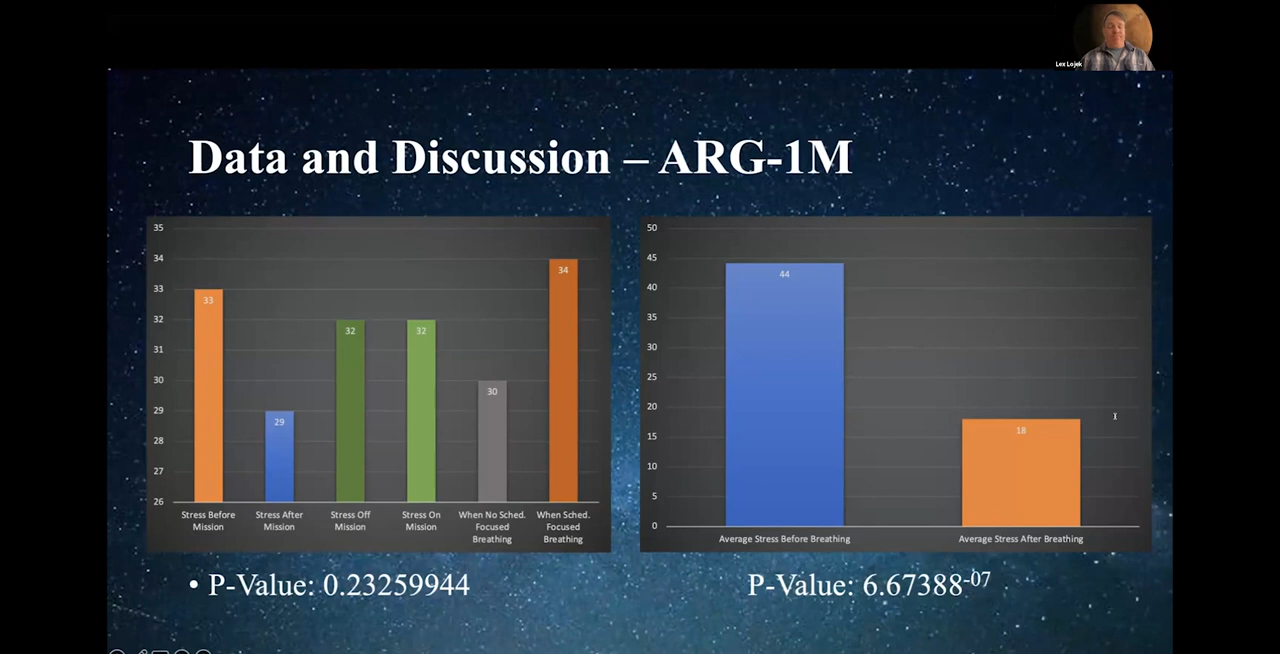 Lex Lojek
Data and Discussion – ARG-1M
35
34
33
32
31
30
29
28
27
26
33
29
32
32
30
34
Stress Before
Mission
Stress After
Mission
Stress Off
Mission
Stress On
Mission
When No Sched.
Focused
Breathing
When Sched.
Focused
Breathing
50
45
40
35
30
25
20
15
10
5
0
44
18
Average Stress Before Breathing
Average Stress After Breathing
• P-Value: 0.23259944
P-Value: 6.67388-07